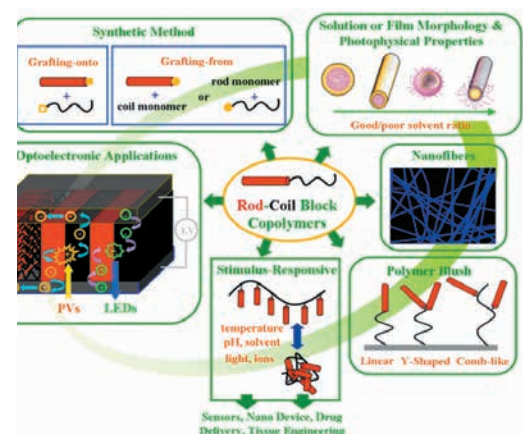 Synthetic Method
Grafting-onto
+
Grafting-from
+
coil monomer
or
rod monomer
+
Solution or Film Morphology &
Photophysical Properties
Good/poor solvent ratio
Optoelectronic Applications
I,V
PVs
LEDs
Rod-Coil Block
Copolymers
Nanofibers
Stimulus-Responsive
temperature
pH, solvent
light, ions
Polymer Blush
Linear Y-Shaped Comb-like
Sensors, Nano Device, Drug
Delivery, Tissue Engineering